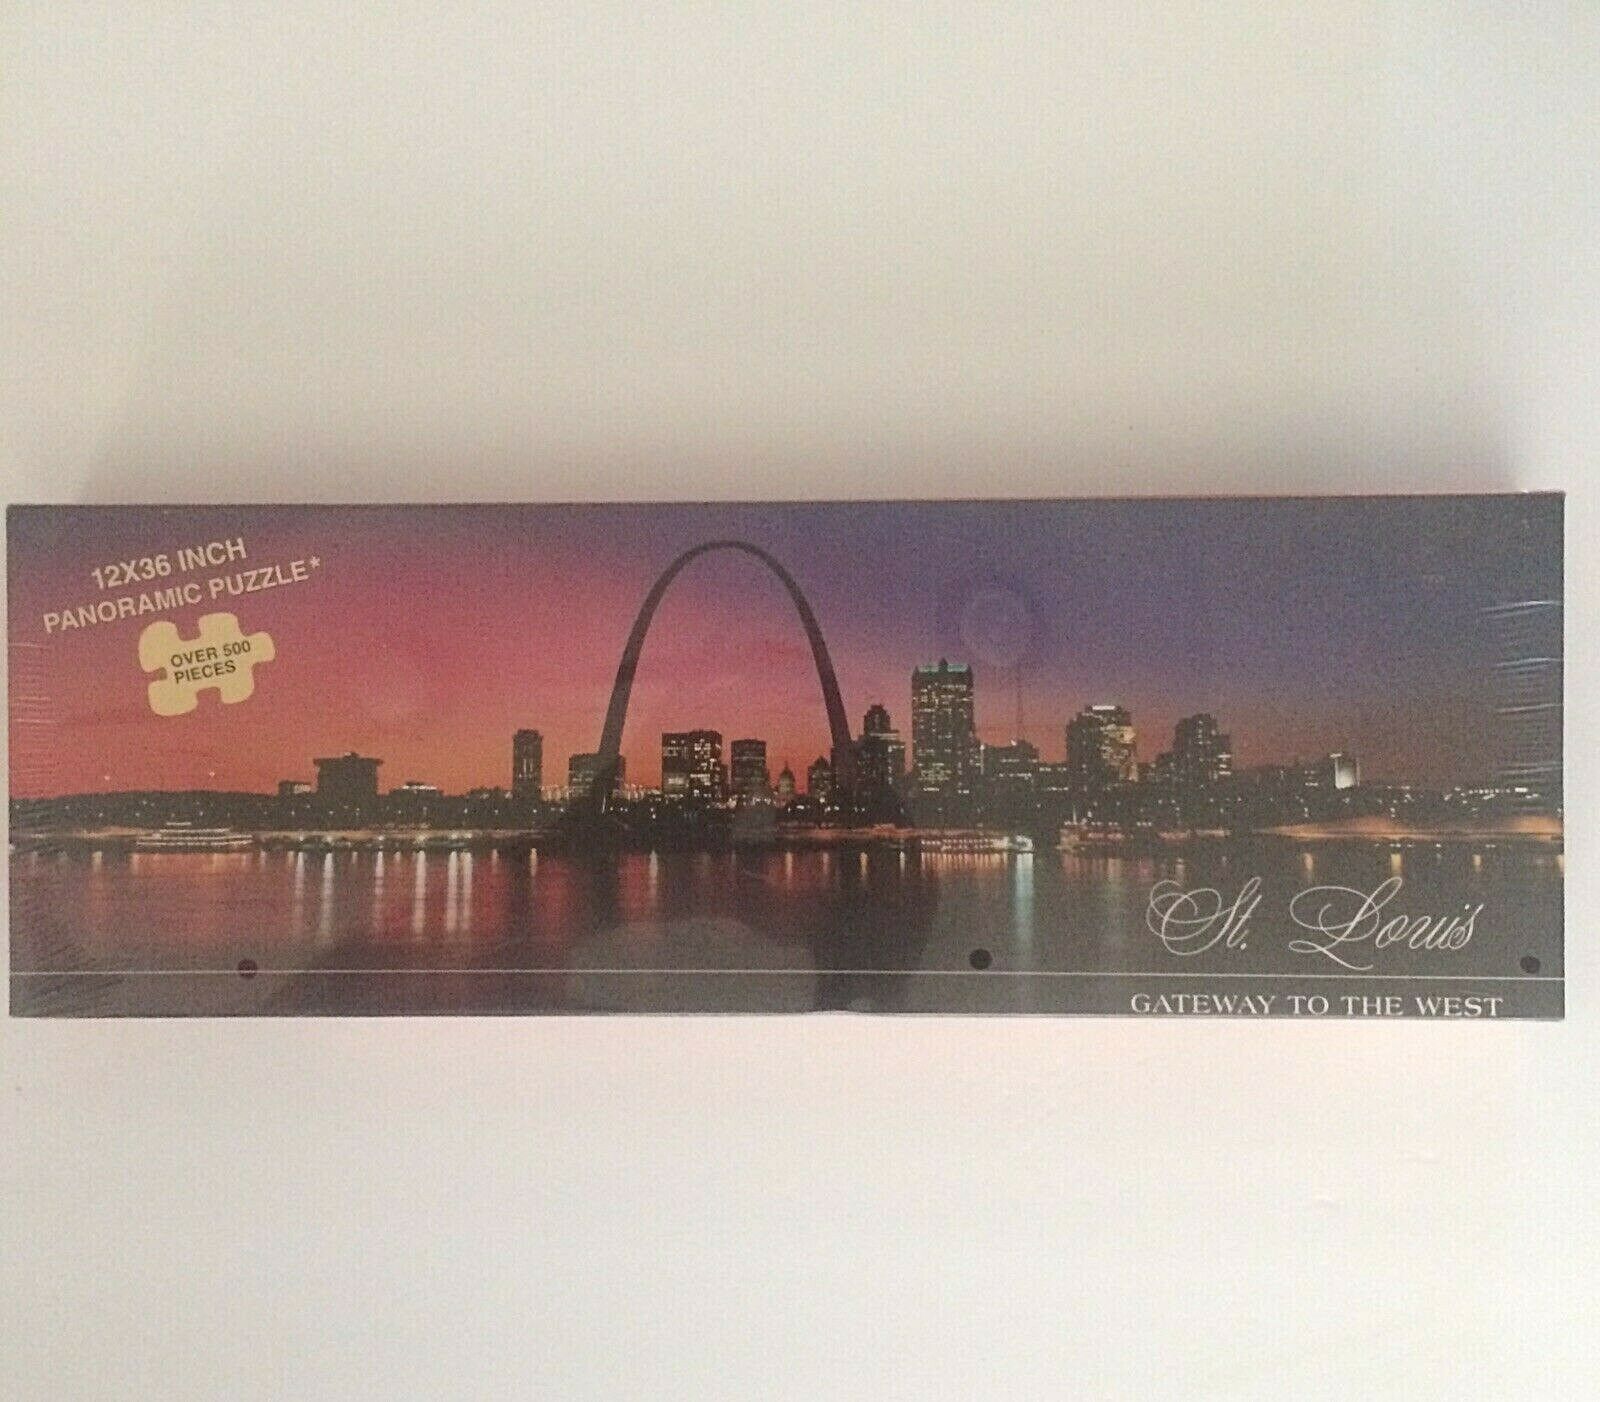 12X36 INCH
PANORAMIC PUZZLE*
OVER 500
PIECES
St. Louis
GATEWAY TO THE WEST